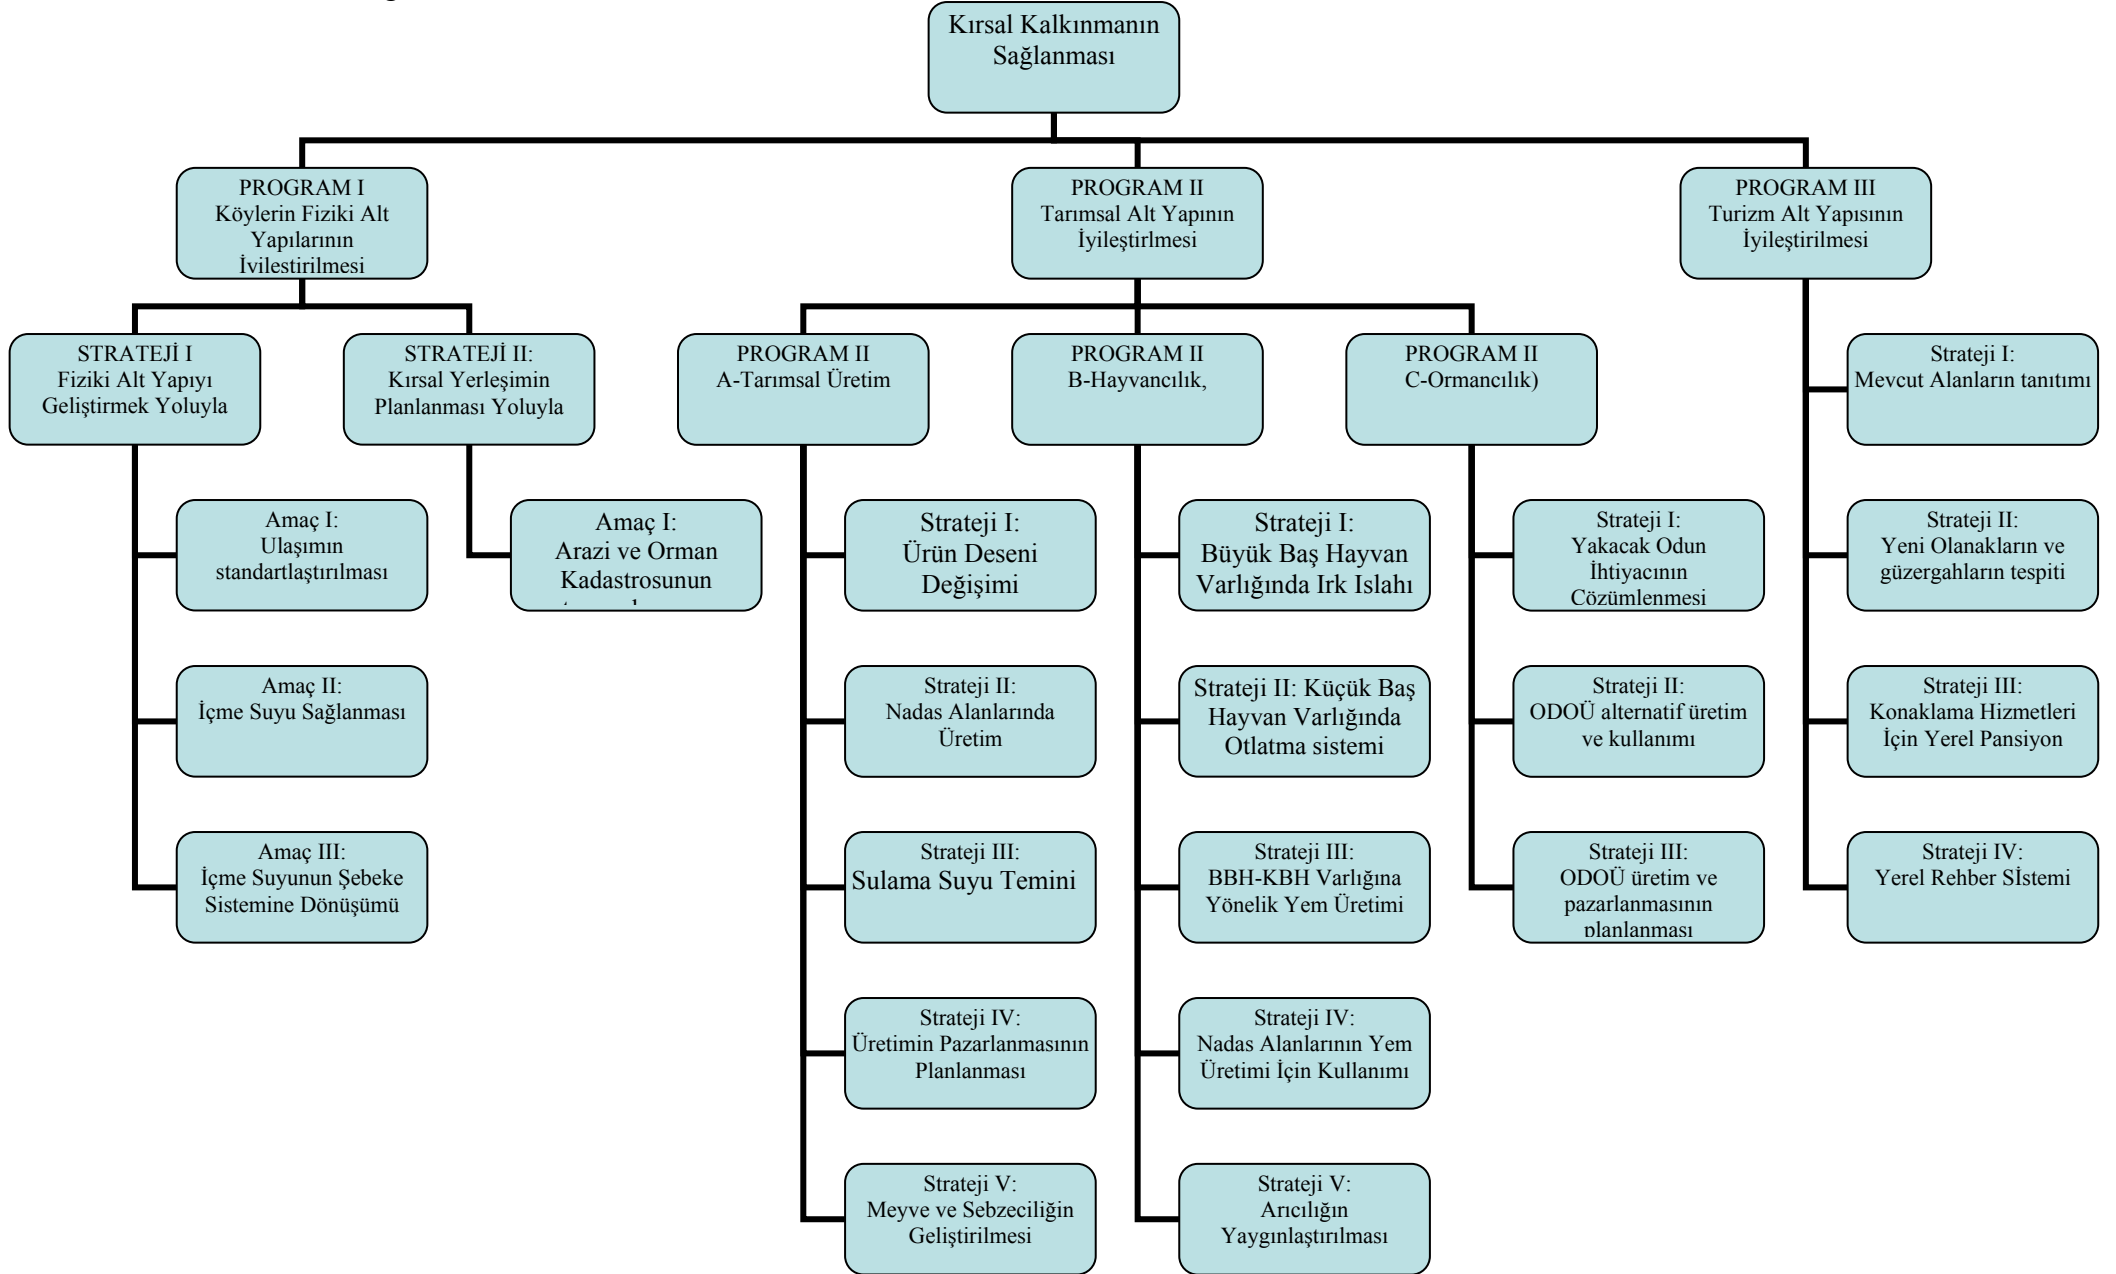 Kırsal Kalkınmanın
Sağlanması
PROGRAM I
Köylerin Fiziki Alt
Yapılarının
İvilestirilmesi
PROGRAM II
Tarımsal Alt Yapının
İyileştirlmesi
PROGRAM III
Turizm Alt Yapısının
İyileştirilmesi
STRATEJİ I
Fiziki Alt Yapıyı
Geliştirmek Yoluyla
STRATEJİ II:
Kırsal Yerleşimin
Planlanması Yoluyla
PROGRAM II
A-Tarımsal Üretim
PROGRAM II
B-Hayvancılık,
PROGRAM II
C-Ormancılık)
Strateji I:
Mevcut Alanların tanıtımı
Amaç I:
Ulaşımın
standartlaştırılması
Amaç I:
Arazi ve Orman
Kadastrosunun
Strateji I:
Ürün Deseni
Değişimi
Strateji I:
Büyük Baş Hayvan
Varlığında Irk Islahı
Strateji I:
Yakacak Odun
İhtiyacının
Cözümlenmesi
Strateji II:
Yeni Olanakların ve
güzergahların tespiti
Amaç II:
İçme Suyu Sağlanması
Strateji II:
Nadas Alanlarında
Üretim
Strateji II: Küçük Baş
Hayvan Varlığında
Otlatma sistemi
Strateji II:
ODOÜ alternatif üretim
ve kullanımı
Strateji III:
Konaklama Hizmetleri
İçin Yerel Pansiyon
Amaç III:
İçme Suyunun Şebeke
Sistemine Dönüşümü
Strateji III:
Sulama Suyu Temini
Strateji III:
BBH-KBH Varlığına
Yönelik Yem Üretimi
Strateji III:
ODOÜ üretim ve
pazarlanmasının
planlanması
Strateji IV:
Yerel Rehber Sİstemi
Strateji IV:
Üretimin Pazarlanmasının
Planlanması
Strateji IV:
Nadas Alanlarının Yem
Üretimi İçin Kullanımı
Strateji V:
Meyve ve Sebzeciliğin
Geliştirilmesi
Strateji V:
Arıcılığın
Yaygınlaştırılması